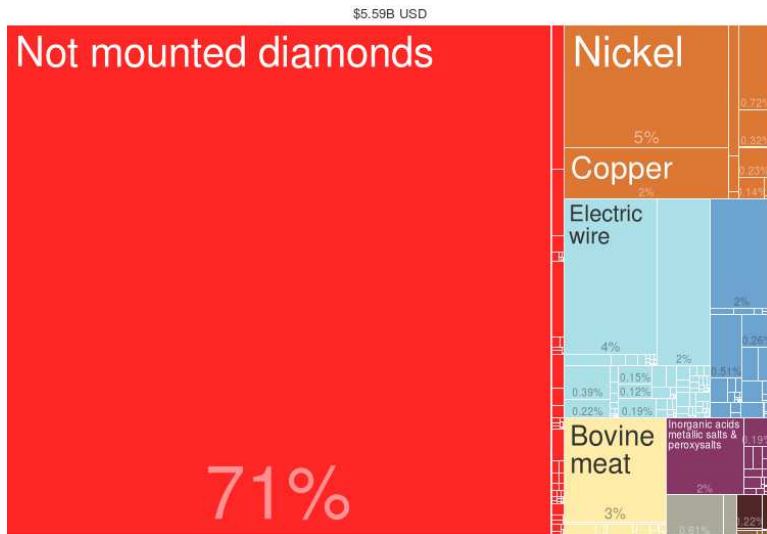 $5.59B USD
Not mounted diamonds
71%
Nickel
5%
0.72%
0.32%
Copper
2%
0.23%
0.14%
Electric
wire
4%
2%
2%
0.26%
0.51%
0.15%
0.39%
0.12%
0.22%
0.19%
Bovine
meat
3%
Inorganic acids
metallic salts &
peroxysalts
2%
0.19%
0.61%
0.22%